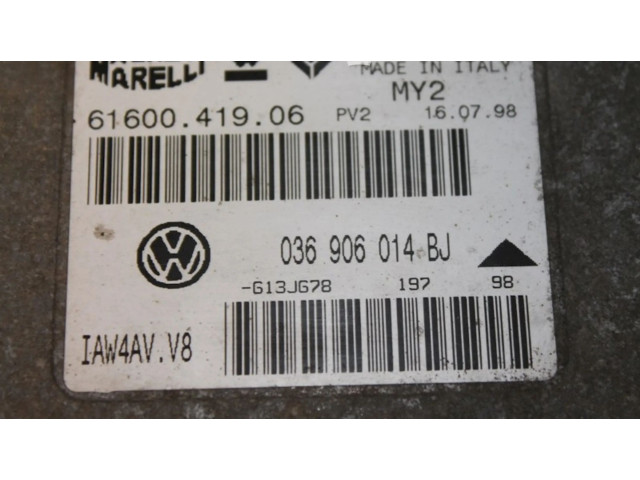 MARELLI
MADE IN ITALY
MY2
61600.419.06 PV2 16.07.98
VW 036 906 014 BJ
-G13JG78 197 98
IAW4AV.V8